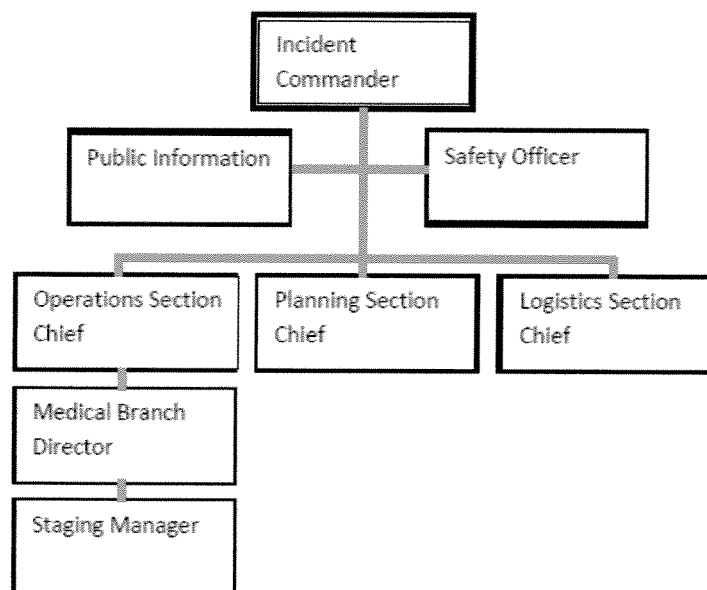 Incident
Commander
Public Information
Safety Officer
Operations Section
Chief
Planning Section
Chief
Logistics Section
Chief
Medical Branch
Director
Staging Manager